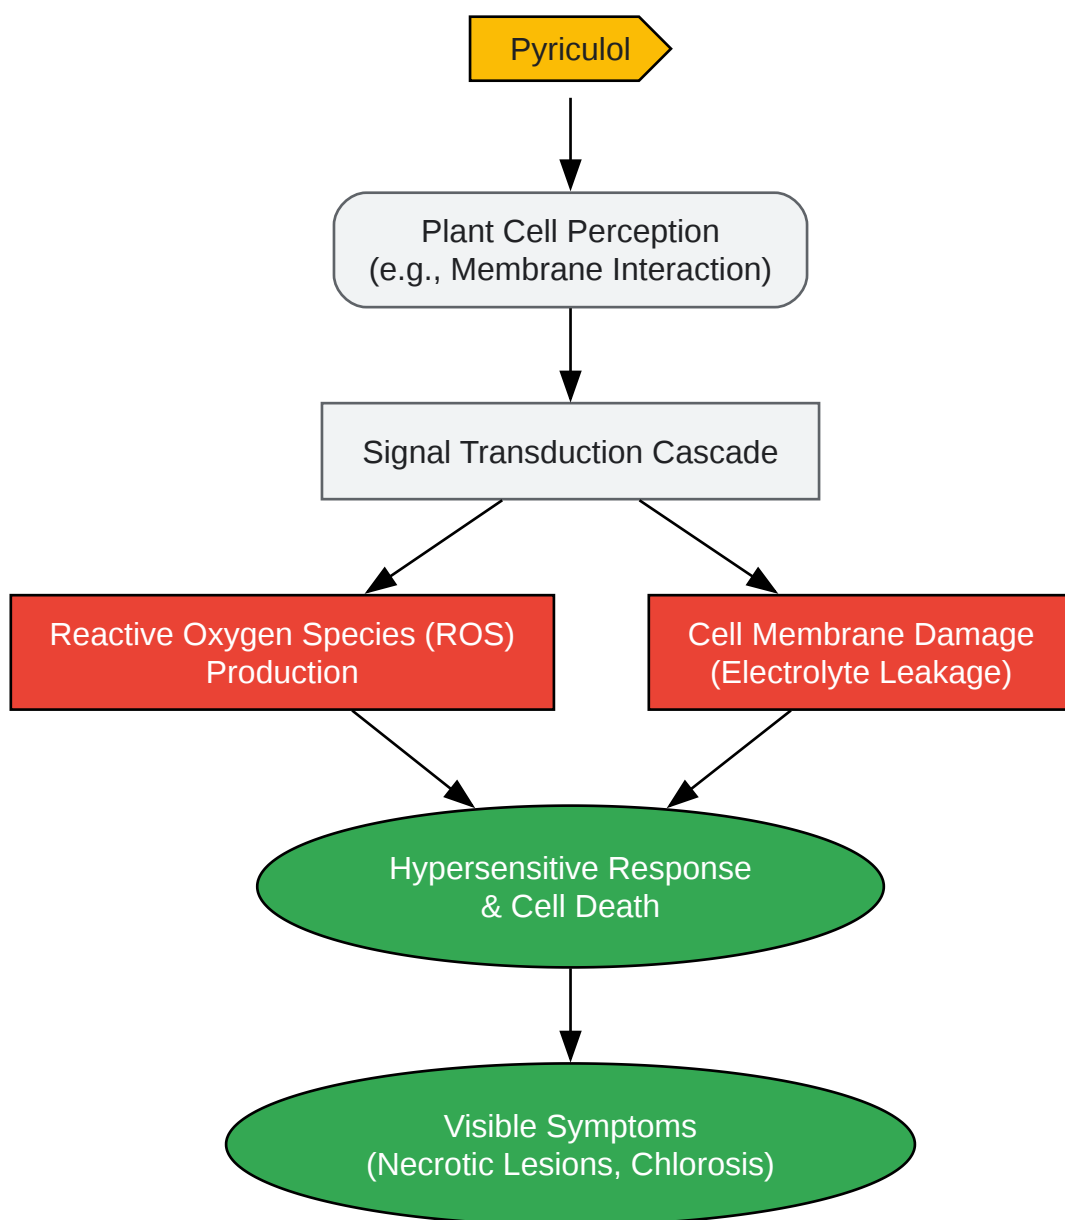 Pyriculol
Plant Cell Perception
(e.g., Membrane Interaction)
Signal Transduction Cascade
Reactive Oxygen Species (ROS)
Production
Cell Membrane Damage
(Electrolyte Leakage)
Hypersensitive Response
& Cell Death
Visible Symptoms
(Necrotic Lesions, Chlorosis)